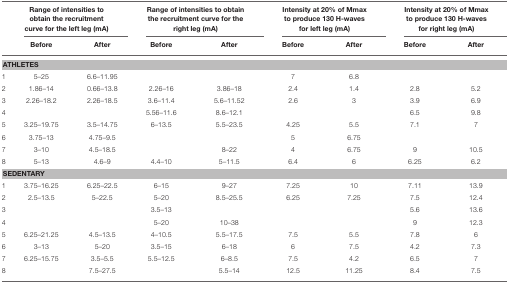 Range of intensities to obtain the recruitment curve for the left leg (mA) Range of intensities to obtain the recruitment curve for the right leg (mA) Intensity at 20% of Mmax to produce 130 H-waves for left leg (mA) Intensity at 20% of Mmax to produce 130 H-waves for right leg (mA)
Before After Before After Before After Before After
ATHLETES
1 5–25 6.6–11.95 7 6.8
2 1.86–14 0.66–13.8 2.26–16 3.86–18 2.4 1.4 2.8 5.2
3 2.26–18.2 2.26–18.5 3.6–11.4 5.6–11.52 2.6 3 3.9 6.9
4 5.56–11.6 8.6–12.1 6.5 9.8
5 3.25–19.75 3.5–14.75 6–13.5 5.5–23.5 4.25 5.5 7.1 7
6 3.75–13 4.75–9.5 5 6.75
7 3–10 4.5–18.5 8–22 4 6.75 9 10.5
8 5–13 4.6–9 4.4–10 5–11.5 6.4 6 6.25 6.2
SEDENTARY
1 3.75–16.25 6.25–22.5 6–15 9–27 7.25 10 7.11 13.9
2 2.5–13.5 5–22.5 5–20 8.5–25.5 6.25 7.25 7.5 12.4
3 3.5–13 5.6 13.6
4 5–20 10–38 9 12.3
5 6.25–21.25 4.5–13.5 4–10.5 5.5–17.5 7.5 5.5 7.8 6
6 3–13 5–20 3.5–15 6–18 6 7.5 4.2 7.3
7 6.25–15.75 3.5–5.5 5.5–12.5 6–8.5 7.5 4.2 6.5 7
8 7.5–27.5 5.5–14 12.5 11.25 8.4 7.5